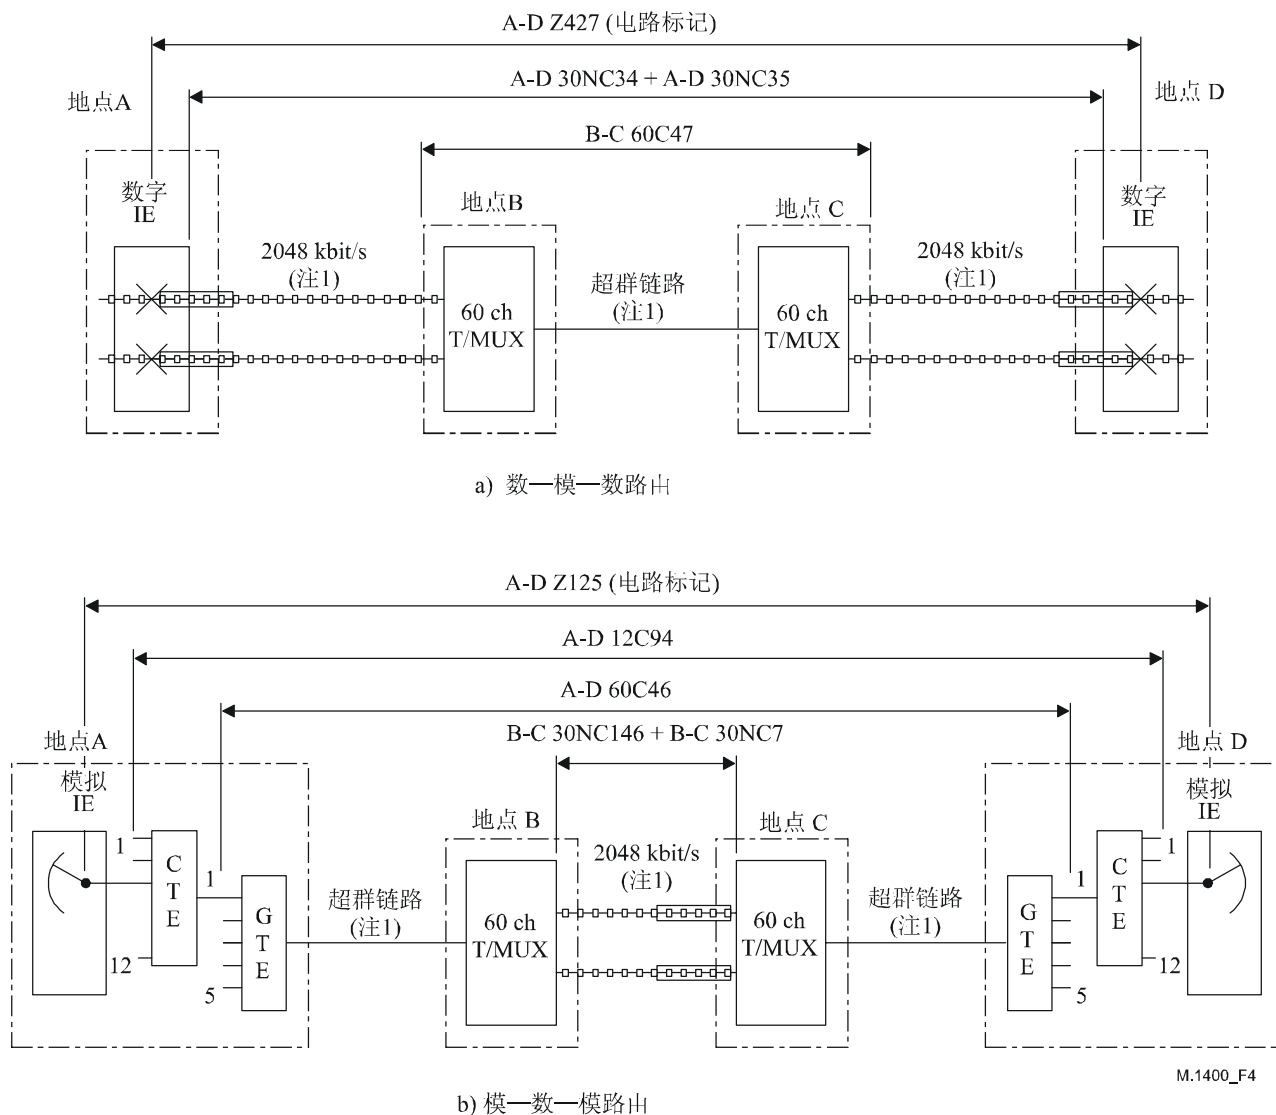 A-D Z427 (电路标记)
A-D 30NC34 + A-D 30NC35
地点A
地点 D
B-C 60C47
数字
IE
地点B
地点 C
数字
IE
2048 kbit/s
(注1)
超群链路
(注1)
2048 kbit/s
(注1)
60 ch
T/MUX
60 ch
T/MUX
a) 数一模一数路由
A-D Z125 (电路标记)
A-D 12C94
A-D 60C46
B-C 30NC146 + B-C 30NC7
地点A
地点 D
模拟
IE
模拟
IE
地点 B
地点 C
1
C
T
E
12
1
G
T
E
5
超群链路
(注1)
60 ch
T/MUX
2048 kbit/s
(注1)
60 ch
T/MUX
超群链路
(注1)
G
T
E
1
5
C
T
E
1
12
M.1400_F4
b) 模一数一模路由